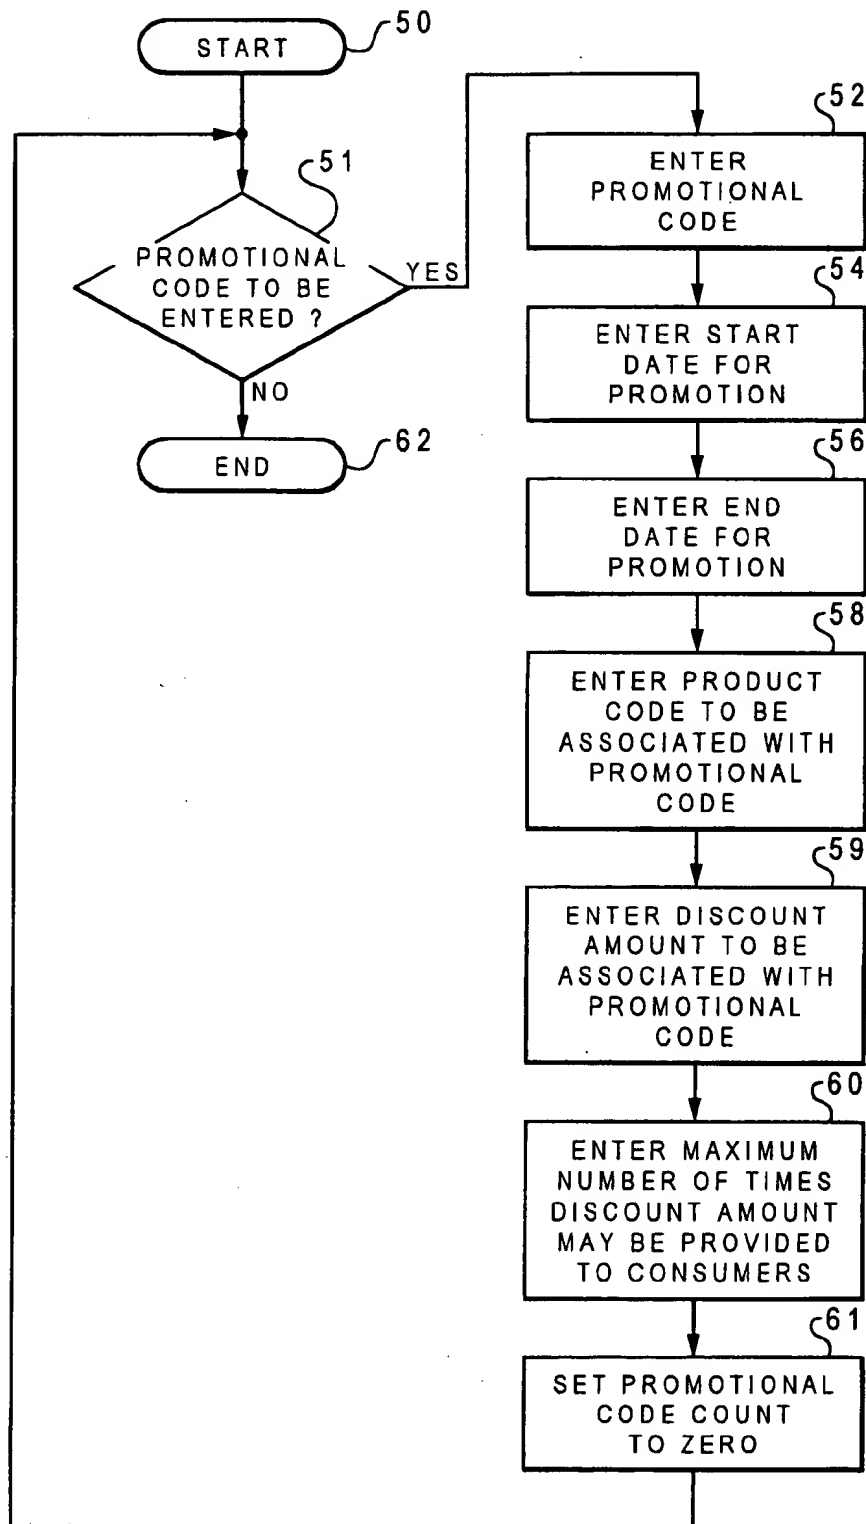 START
50
51
PROMOTIONAL
CODE TO BE
ENTERED ?
YES
NO
END
62
52
ENTER
PROMOTIONAL
CODE
54
ENTER START
DATE FOR
PROMOTION
56
ENTER END
DATE FOR
PROMOTION
58
ENTER PRODUCT
CODE TO BE
ASSOCIATED WITH
PROMOTIONAL
CODE
59
ENTER DISCOUNT
AMOUNT TO BE
ASSOCIATED WITH
PROMOTIONAL
CODE
60
ENTER MAXIMUM
NUMBER OF TIMES
DISCOUNT AMOUNT
MAY BE PROVIDED
TO CONSUMERS
61
SET PROMOTIONAL
CODE COUNT
TO ZERO